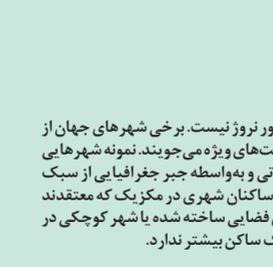 ور نروژ نیست. برخی شهرهای جهان از
ت‌های ویژه می‌جویند. نمونه شهرهایی
تی و به‌واسطه جبر جغرافیایی از سبک
ساکنان شهری در مکزیک که معتقدند
فضایی ساخته شده یا شهر کوچکی در
ساکن بیشتر ندارد.